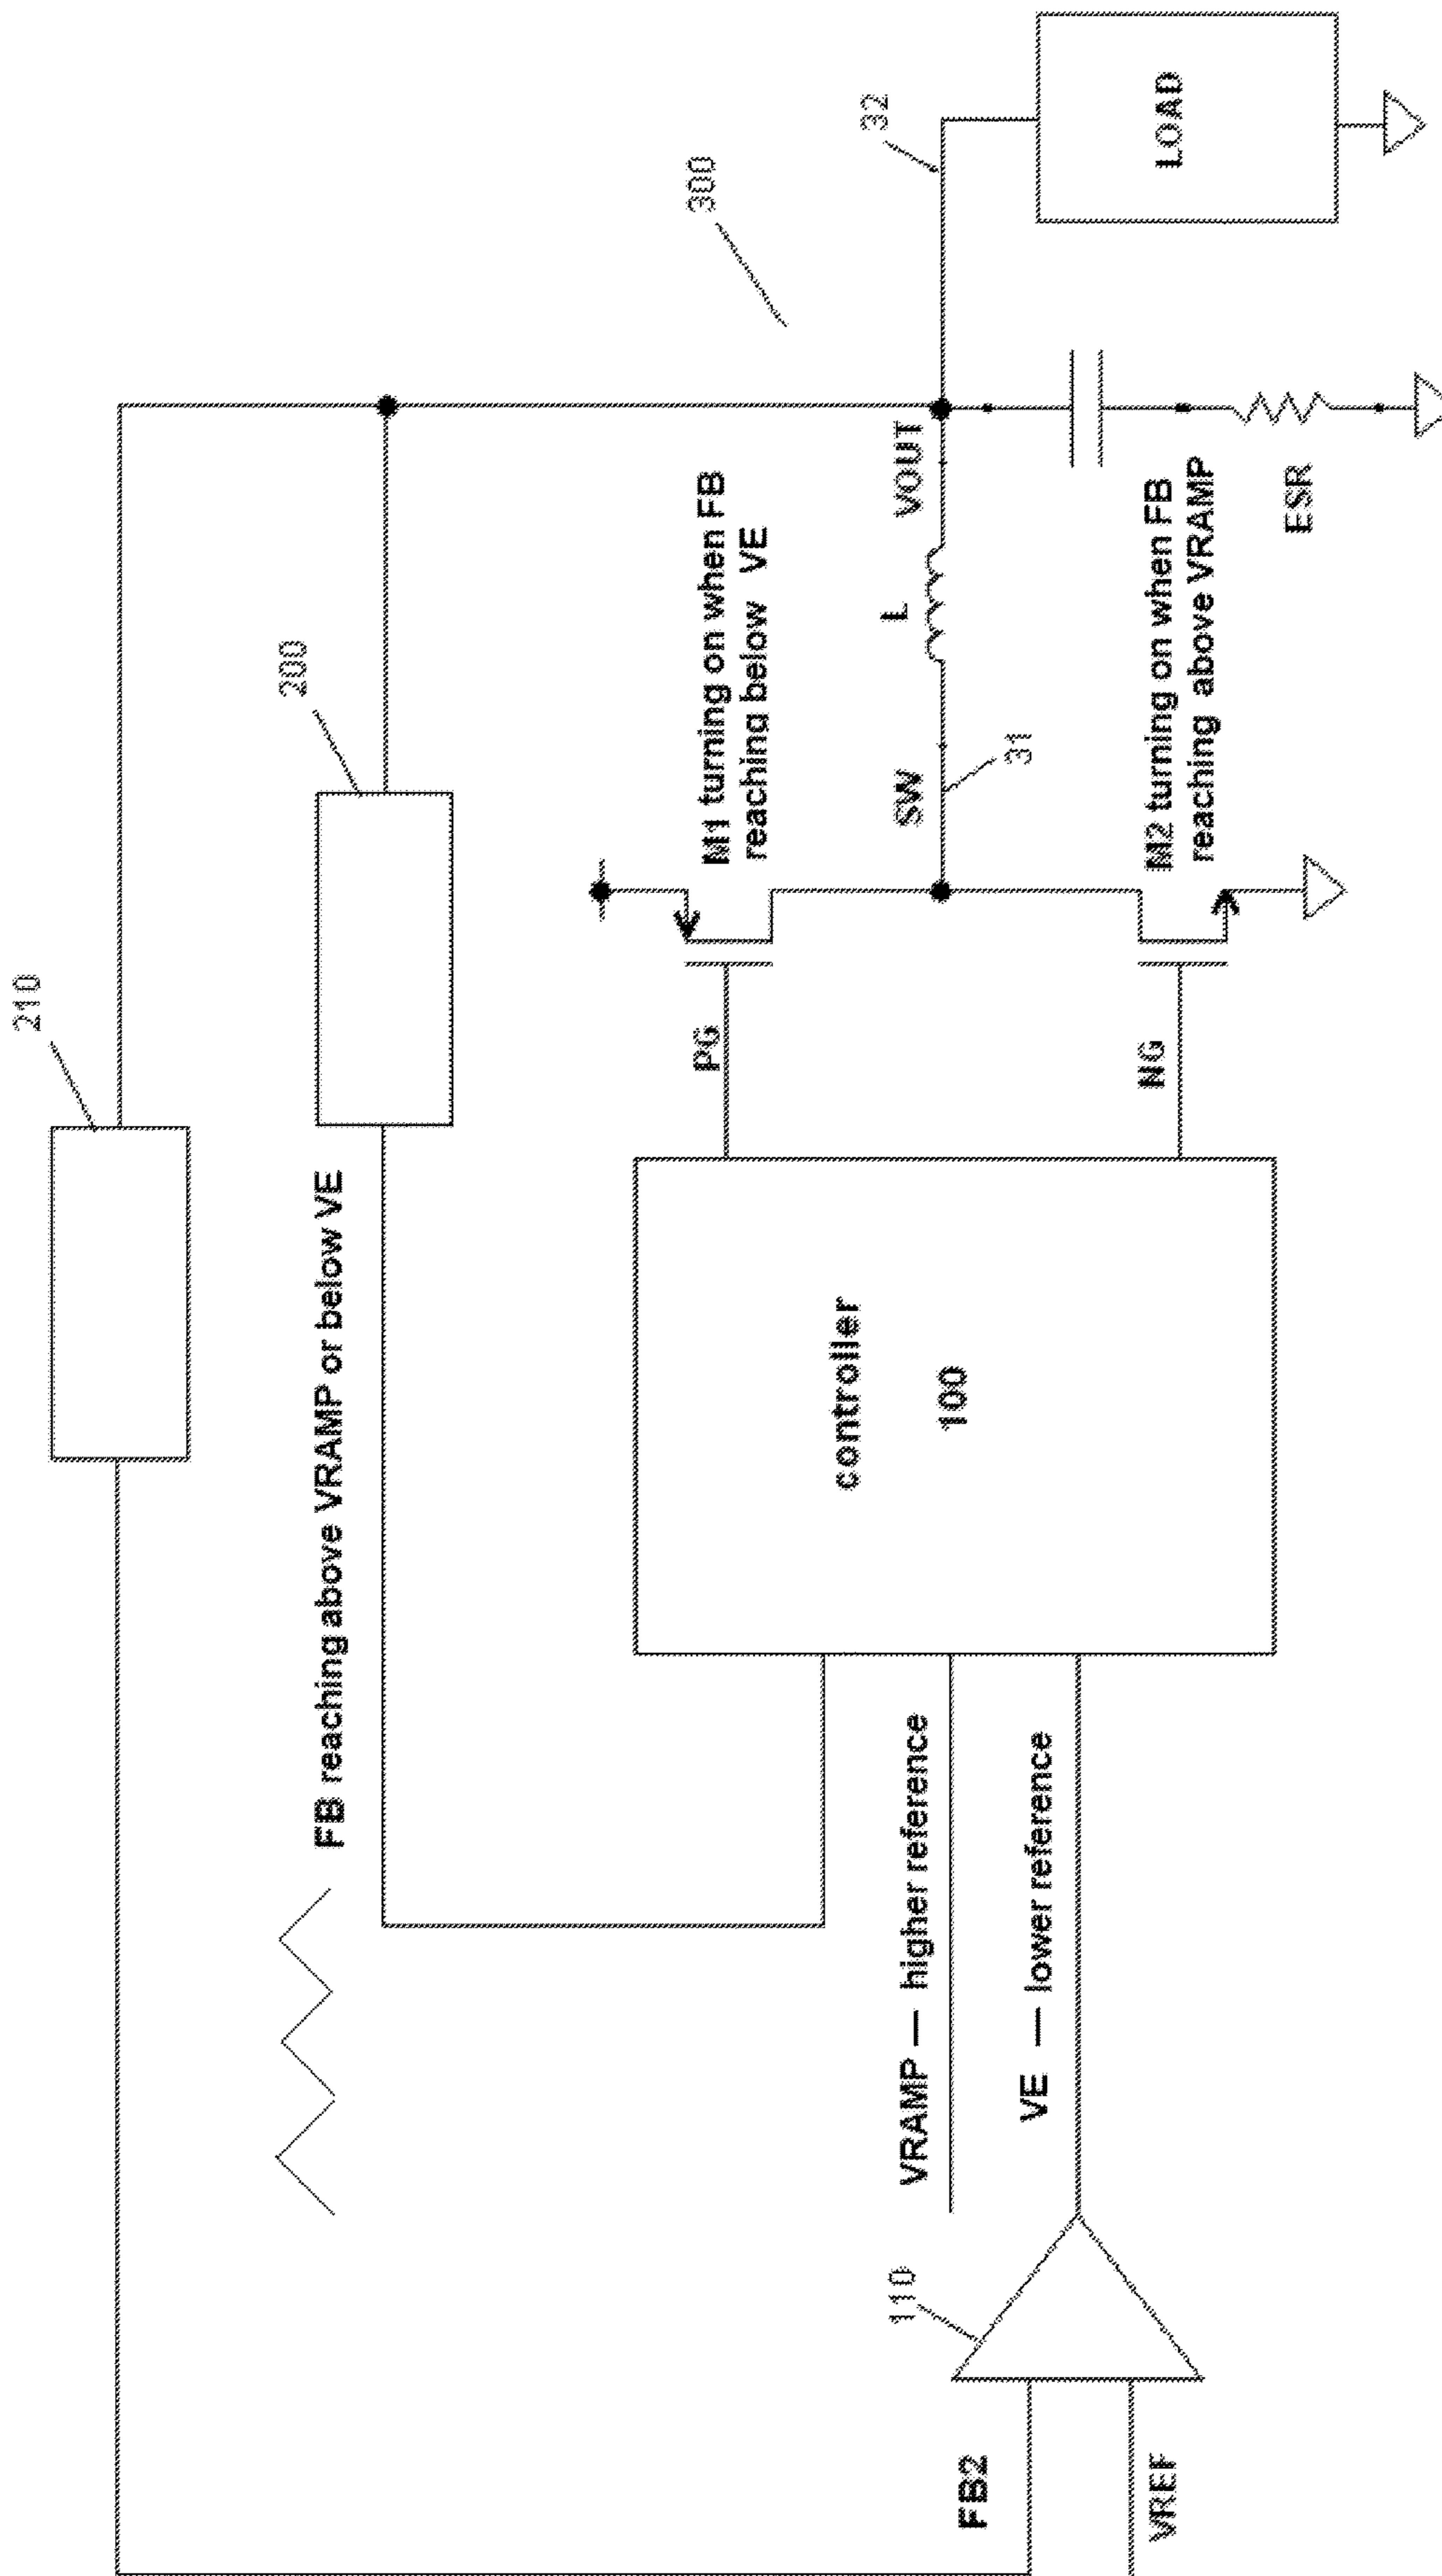 210
200
FB reaching above VRAMP or below VE
300
32
M1 turning on when FB
reaching below VE
PG
controller
100
VRAMP — higher reference
VE — lower reference
110
FB2
VREF
SW
31
L
VOUT
LOAD
NG
M2 turning on when FB
reaching above VRAMP
ESR